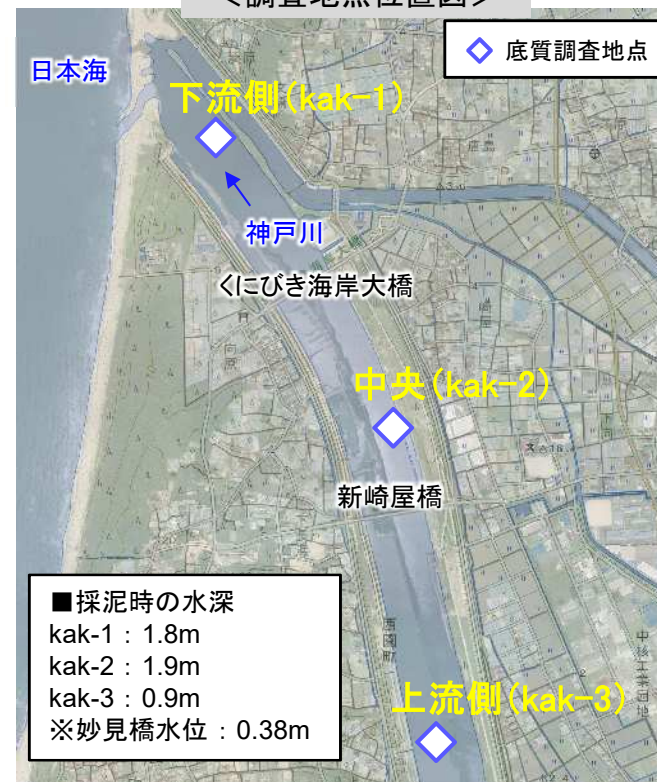 <調査地点位置図>
日本海
底質調査地点
下流側(kak-1)
神戸川
くにびき海岸大橋
中央(kak-2)
新崎屋橋
■採泥時の水深
kak-1：1.8m
kak-2：1.9m
kak-3：0.9m
※妙見橋水位：0.38m
上流側(kak-3)